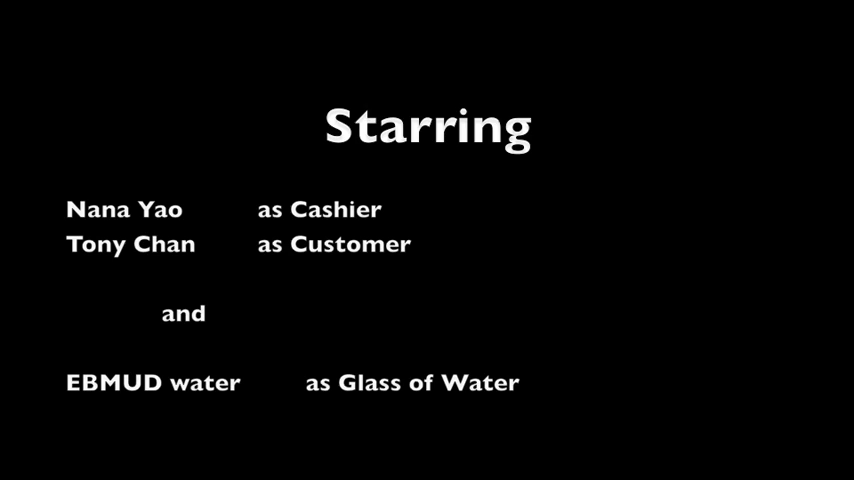 Starring
Nana Yao as Cashier
Tony Chan as Customer
and
EBMUD water as Glass of Water